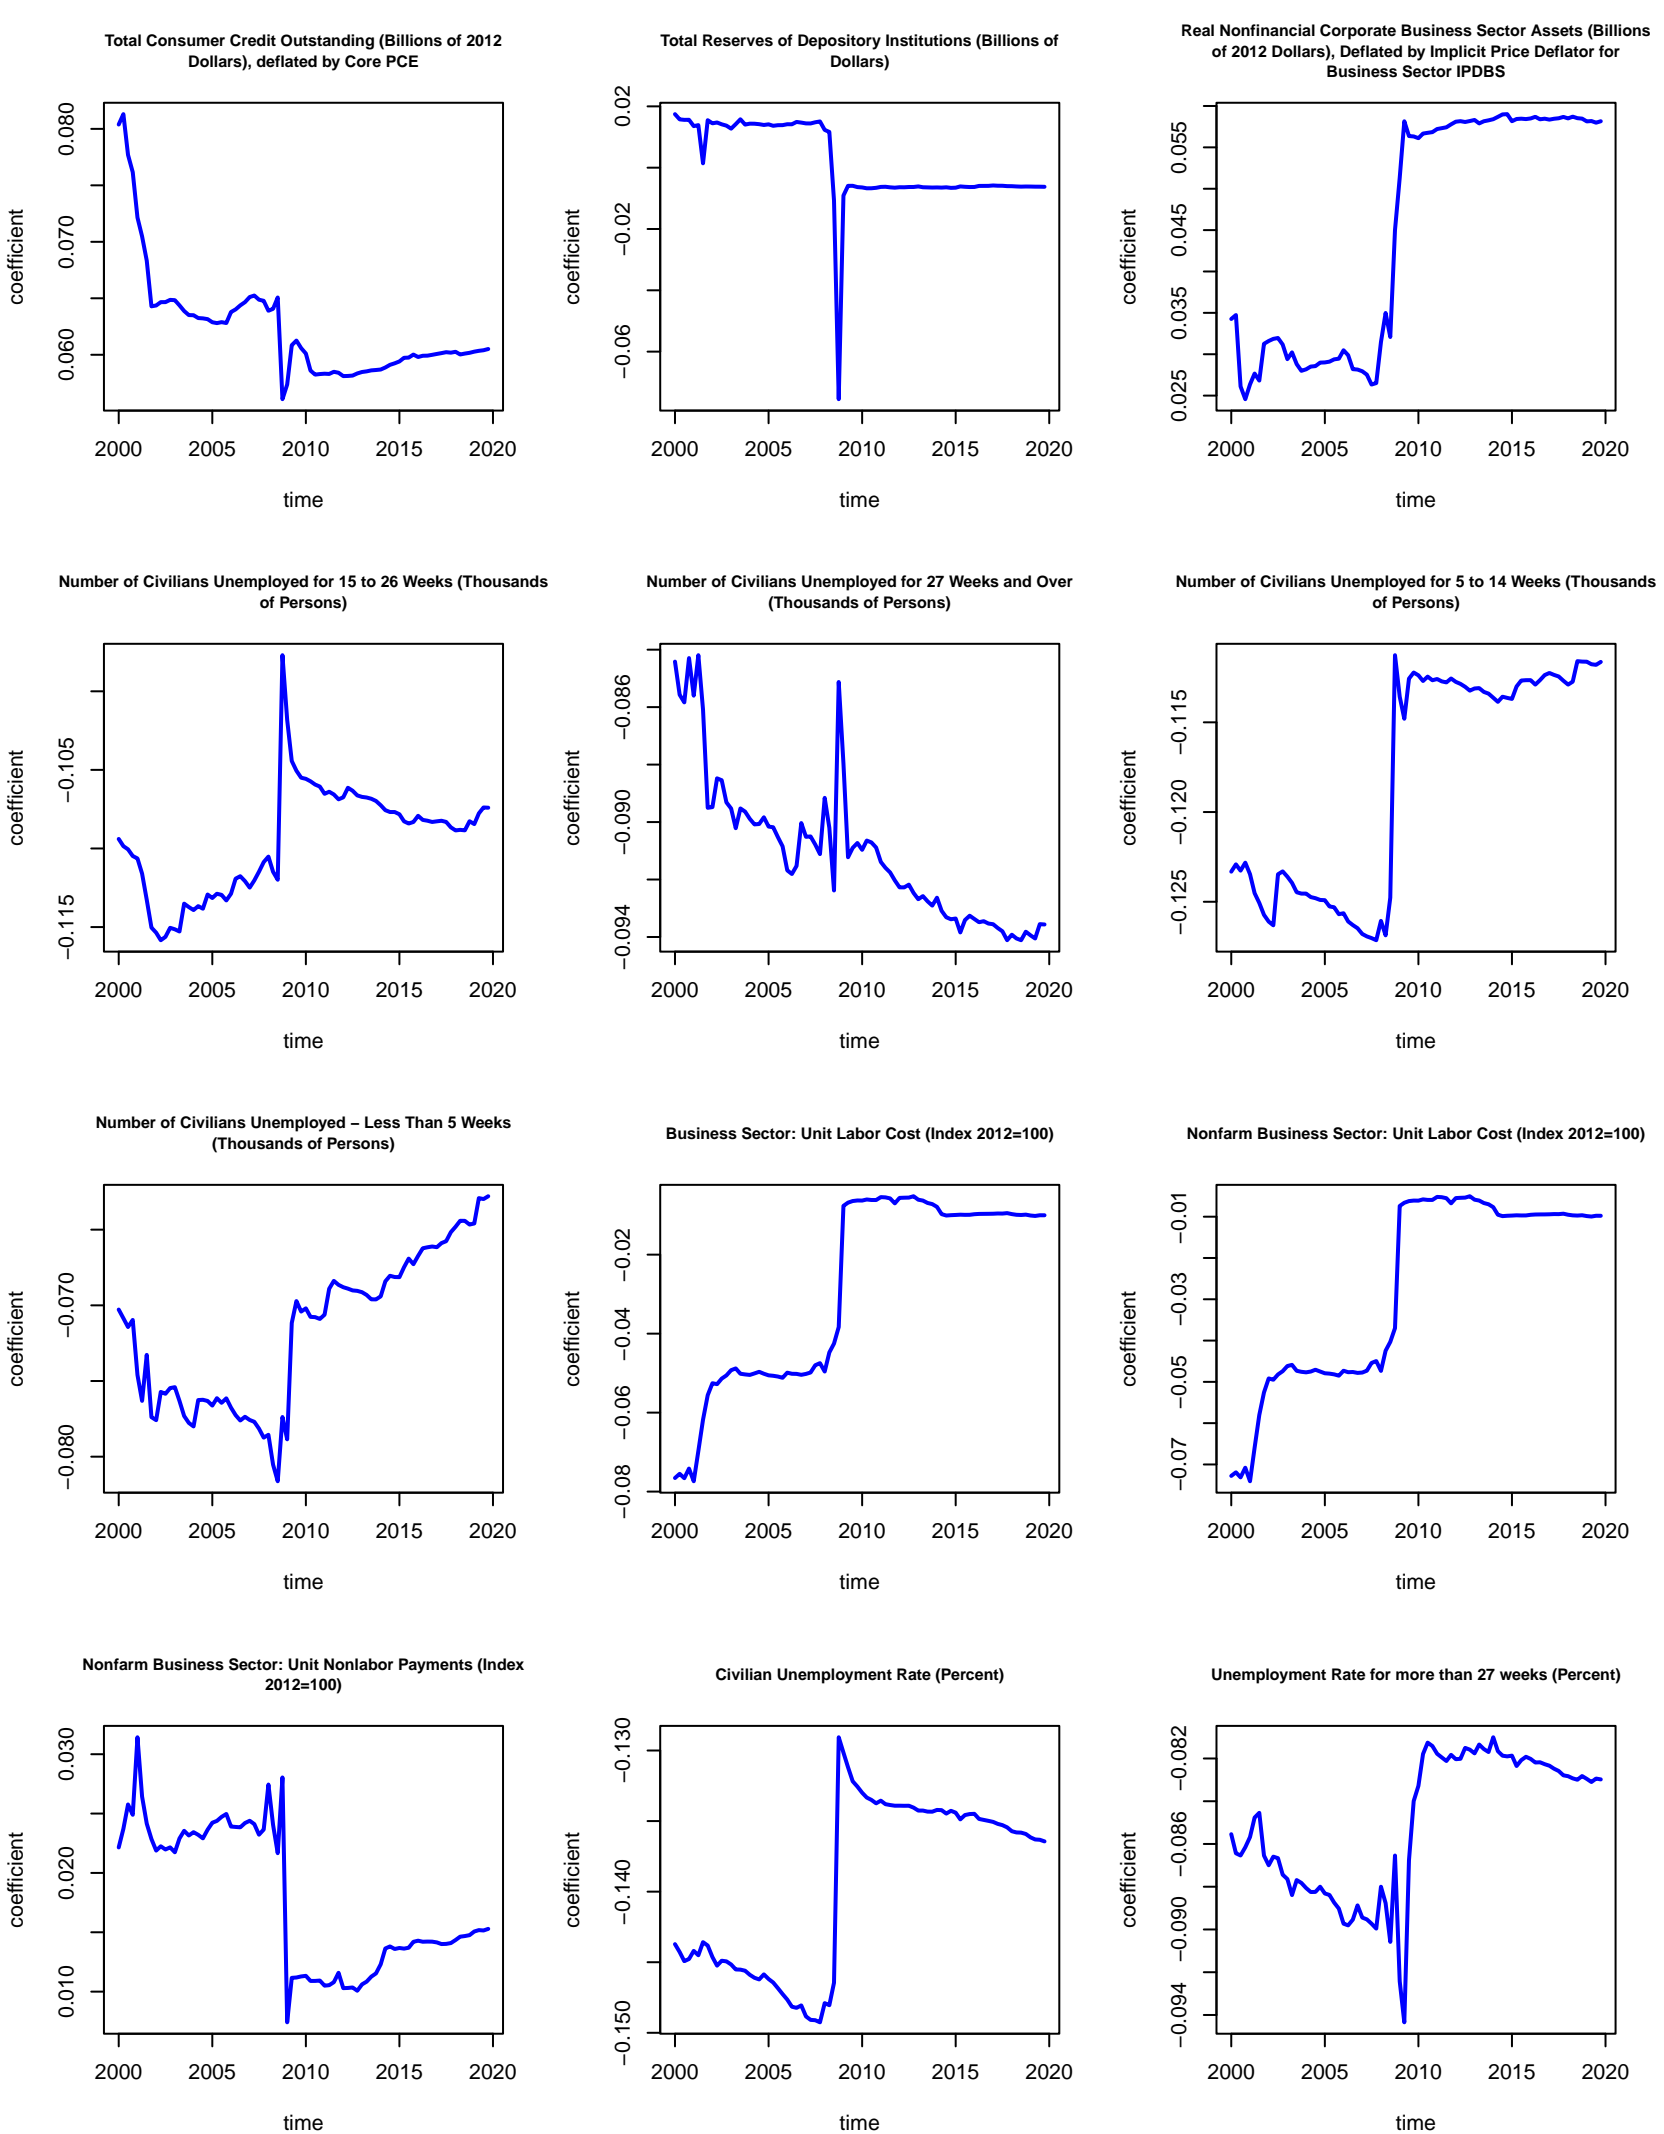 Total Consumer Credit Outstanding (Billions of 2012
Dollars), deflated by Core PCE
coefficient
0.060 0.070 0.080
2000 2005 2010 2015 2020
time
Total Reserves of Depository Institutions (Billions of
Dollars)
coefficient
−0.06 −0.02 0.02
2000 2005 2010 2015 2020
time
Real Nonfinancial Corporate Business Sector Assets (Billions
of 2012 Dollars), Deflated by Implicit Price Deflator for
Business Sector IPDBS
coefficient
0.025 0.035 0.045 0.055
2000 2005 2010 2015 2020
time
Number of Civilians Unemployed for 15 to 26 Weeks (Thousands
of Persons)
coefficient
−0.115 −0.105
2000 2005 2010 2015 2020
time
Number of Civilians Unemployed for 27 Weeks and Over
(Thousands of Persons)
coefficient
−0.094 −0.090 −0.086
2000 2005 2010 2015 2020
time
Number of Civilians Unemployed for 5 to 14 Weeks (Thousands
of Persons)
coefficient
−0.125 −0.120 −0.115
2000 2005 2010 2015 2020
time
Number of Civilians Unemployed − Less Than 5 Weeks
(Thousands of Persons)
coefficient
−0.080 −0.070
2000 2005 2010 2015 2020
time
Business Sector: Unit Labor Cost (Index 2012=100)
coefficient
−0.08 −0.06 −0.04 −0.02
2000 2005 2010 2015 2020
time
Nonfarm Business Sector: Unit Labor Cost (Index 2012=100)
coefficient
−0.07 −0.05 −0.03 −0.01
2000 2005 2010 2015 2020
time
Nonfarm Business Sector: Unit Nonlabor Payments (Index
2012=100)
coefficient
0.010 0.020 0.030
2000 2005 2010 2015 2020
time
Civilian Unemployment Rate (Percent)
coefficient
−0.150 −0.140 −0.130
2000 2005 2010 2015 2020
time
Unemployment Rate for more than 27 weeks (Percent)
coefficient
−0.094 −0.090 −0.086 −0.082
2000 2005 2010 2015 2020
time